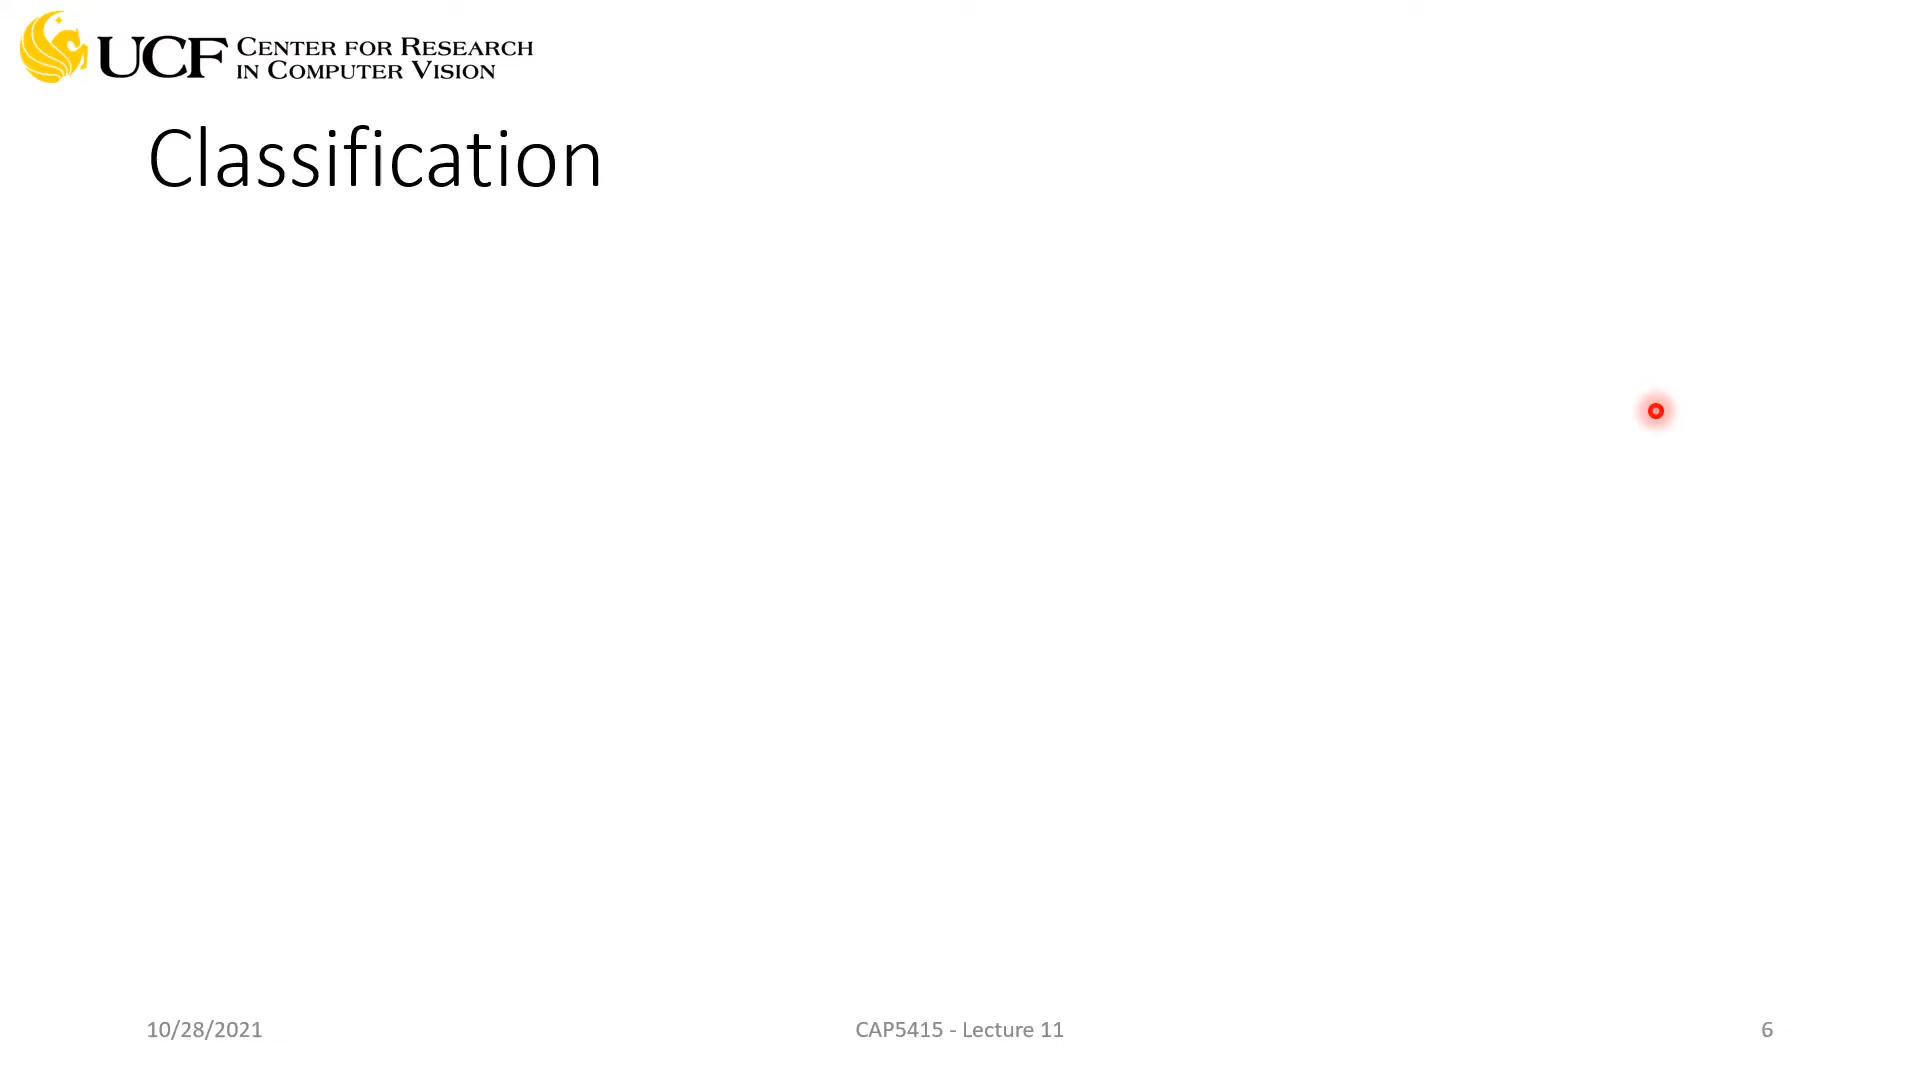 UCF CENTER FOR RESEARCH
IN COMPUTER VISION
Classification
10/28/2021
CAP5415 - Lecture 11
6